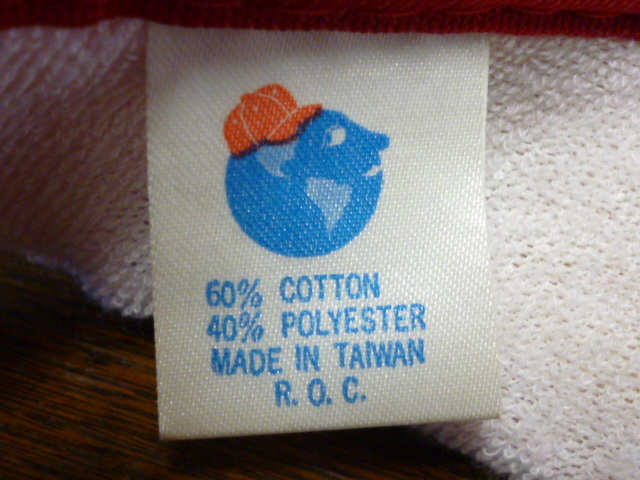 60% COTTON
40% POLYESTER
MADE IN TAIWAN
R. O. C.